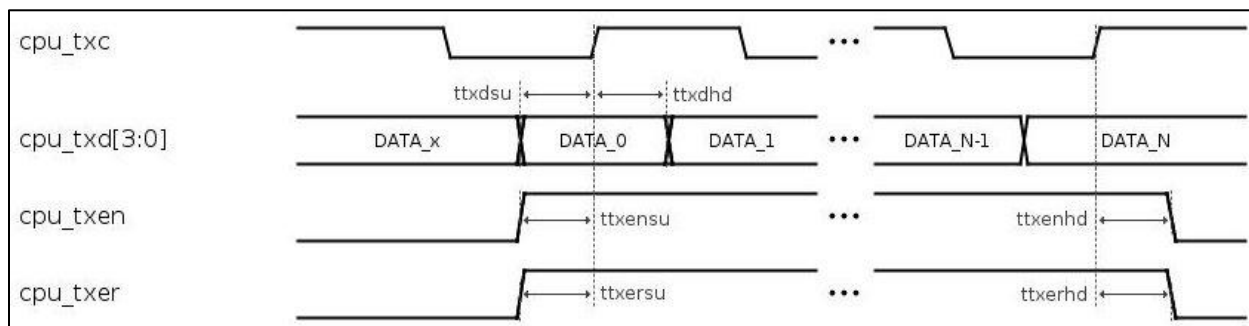 cpu_txc •••
ttxdsu ttxdhd
cpu_txd[3:0] DATA_x DATA_0 DATA_1 ••• DATA_N-1 DATA_N
cpu_txen ttxensu ••• ttxenhd
cpu_txer ttxersu ••• ttxerhd